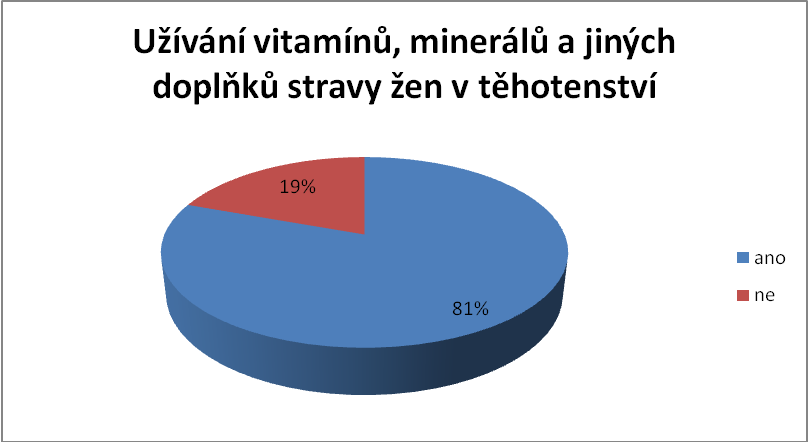 Užívání vitamínů, minerálů a jiných
doplňků stravy žen v těhotenství
19%
81%
ano
ne